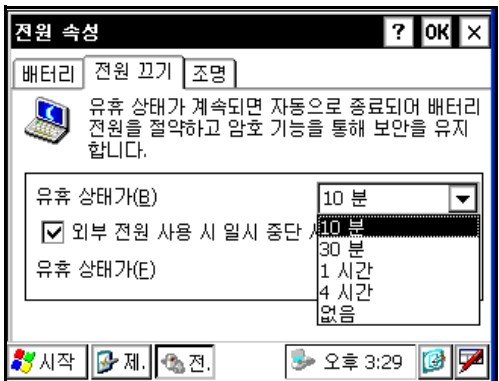 전원 속성 ? OK ×
배터리 전원 끄기 조명
유휴 상태가 계속되면 자동으로 종료되어 배터리
전원을 절약하고 암호 기능을 통해 보안을 유지
합니다.
유휴 상태가(B) 10 분
외부 전원 사용 시 일시 중단
10 분
30 분
1 시간
4 시간
없음
유휴 상태가(E)
시작 제. 전. 오후 3:29